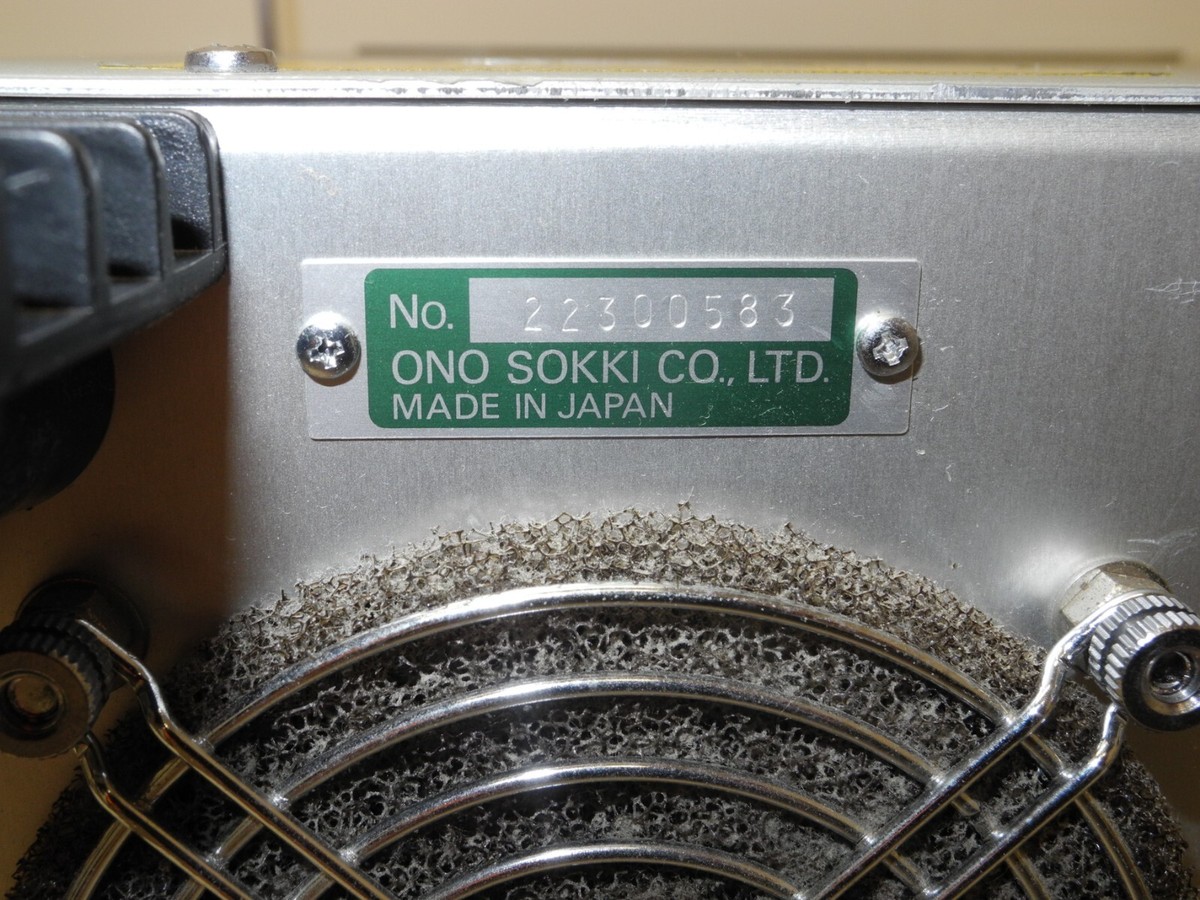 No. 22300583
ONO SOKKI CO., LTD.
MADE IN JAPAN